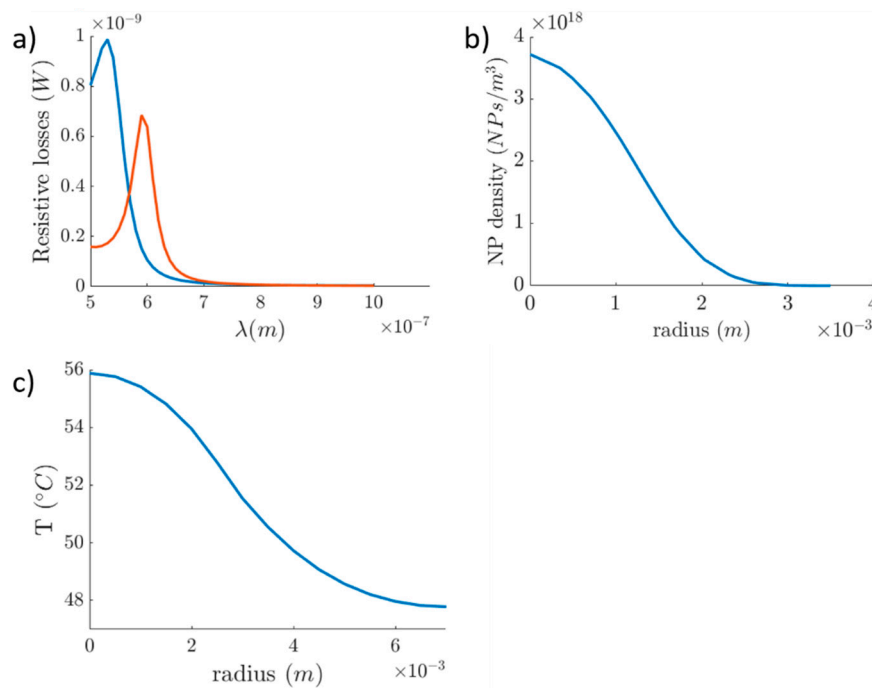 a)
×10⁻⁹
Resistive losses (W)
1
0.8
0.6
0.4
0.2
0
5 6 7 8 9 10
λ(m)
×10⁻⁷
b)
×10¹⁸
NP density (NPs/m³)
4
3
2
1
0
0 1 2 3 4
radius (m)
×10⁻³
c)
T (°C)
56
54
52
50
48
0 2 4 6
radius (m)
×10⁻³